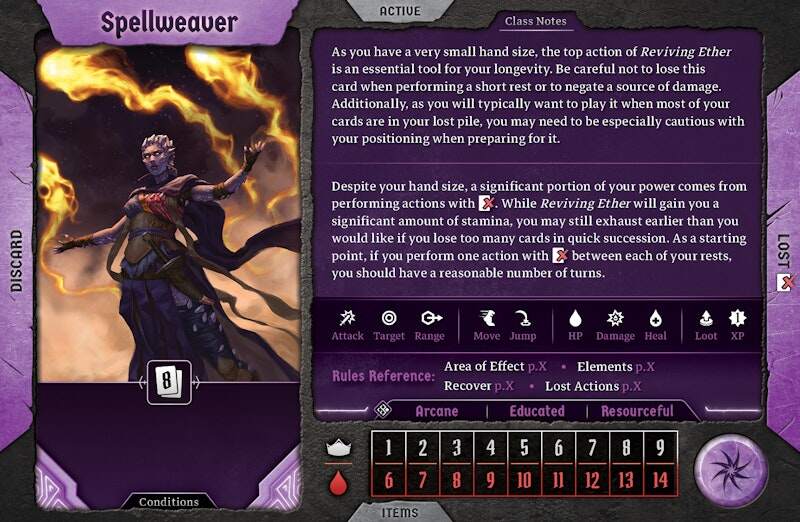 Spellweaver
ACTIVE
Class Notes
As you have a very small hand size, the top action of Reviving Ether
is an essential tool for your longevity. Be careful not to lose this
card when performing a short rest or to negate a source of damage.
Additionally, as you will typically want to play it when most of your
cards are in your lost pile, you may need to be especially cautious with
your positioning when preparing for it.
Despite your hand size, a significant portion of your power comes from
performing actions with . While Reviving Ether will gain you a
significant amount of stamina, you may still exhaust earlier than you
would like if you lose too many cards in quick succession. As a starting
point, if you perform one action with between each of your rests,
you should have a reasonable number of turns.
DISCARD
LOST
Attack Target Range Move Jump HP Damage Heal Loot XP
Rules Reference: Area of Effect p.X • Elements p.X
Recover p.X • Lost Actions p.X
8
Arcane | Educated | Resourceful
1 2 3 4 5 6 7 8 9
6 7 8 9 10 11 12 13 14
Conditions
ITEMS